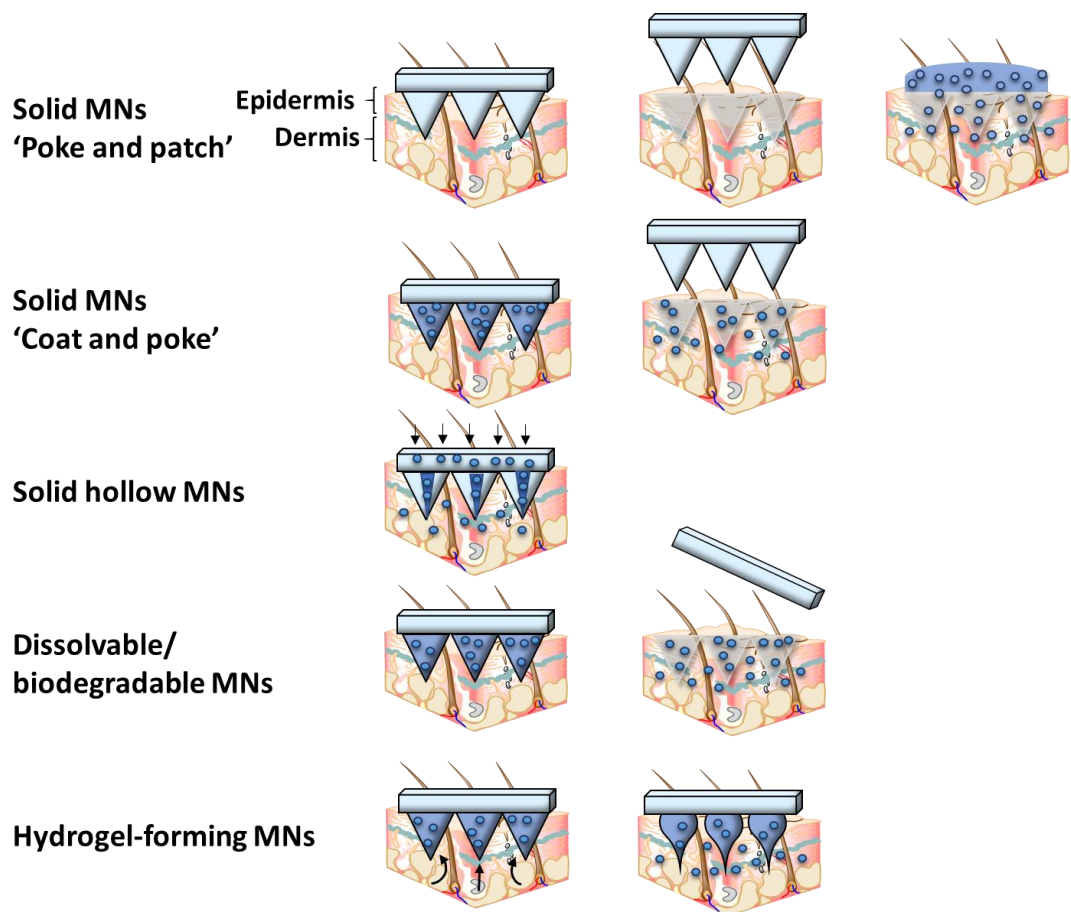 Solid MNs
‘Poke and patch’
Epidermis
Dermis
Solid MNs
‘Coat and poke’
Solid hollow MNs
Dissolvable/
biodegradable MNs
Hydrogel-forming MNs